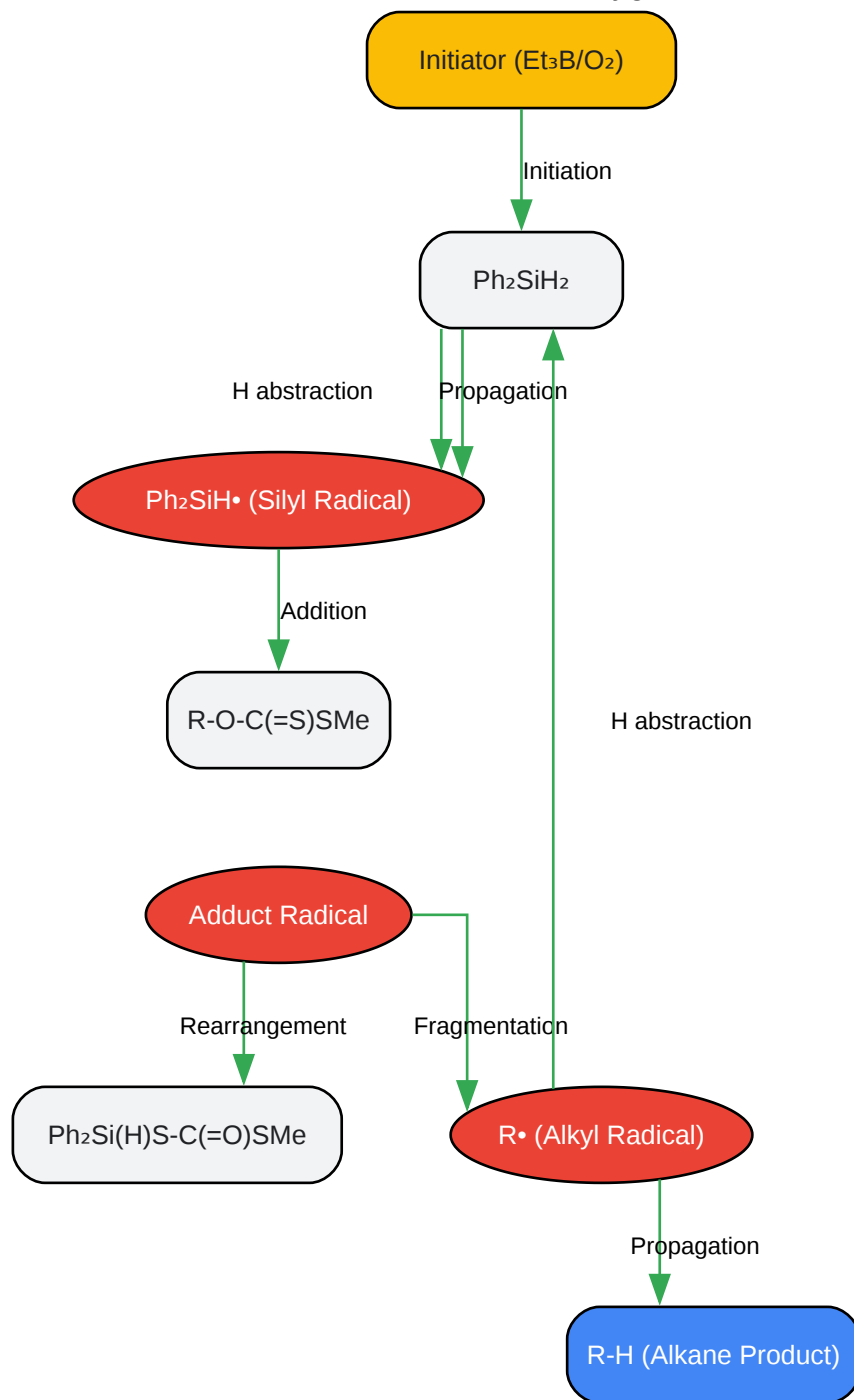 Initiator (Et₃B/O₂)
Initiation
Ph₂SiH₂
H abstraction
Propagation
Ph₂SiH• (Silyl Radical)
Addition
R-O-C(=S)SMe
H abstraction
Adduct Radical
Rearrangement
Fragmentation
Ph₂Si(H)S-C(=O)SMe
R• (Alkyl Radical)
Propagation
R-H (Alkane Product)